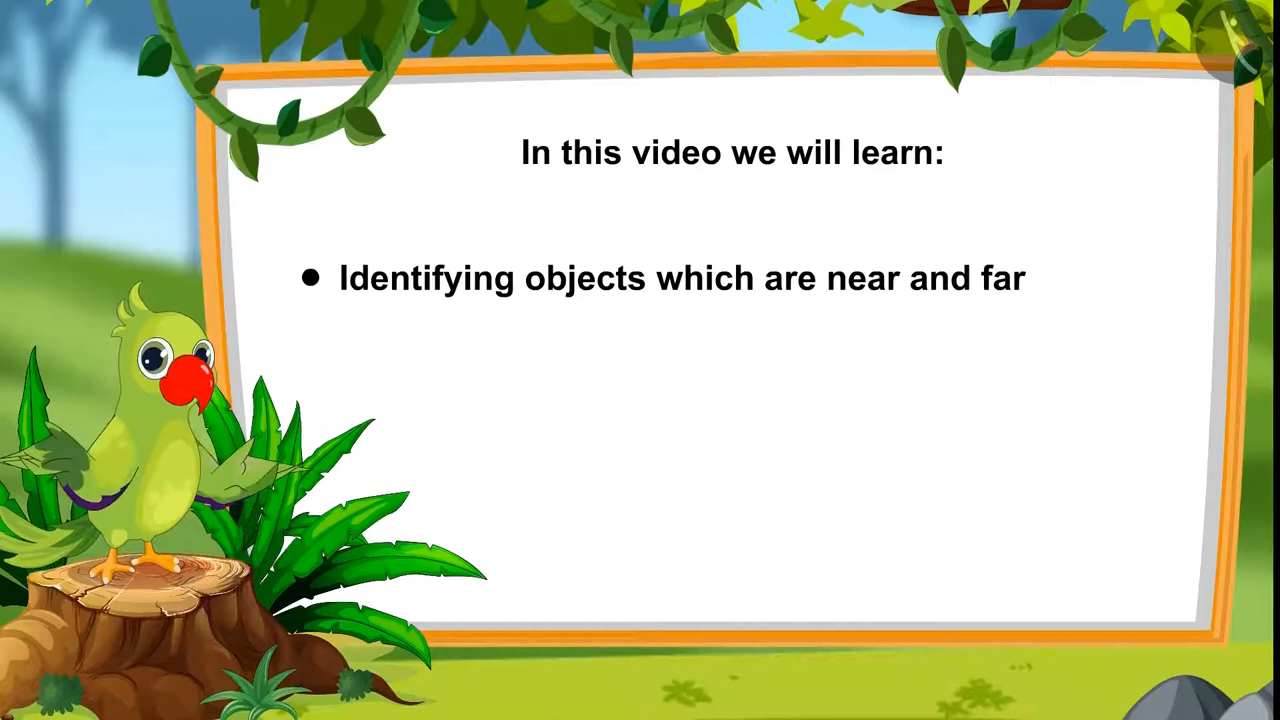 In this video we will learn:
● Identifying objects which are near and far